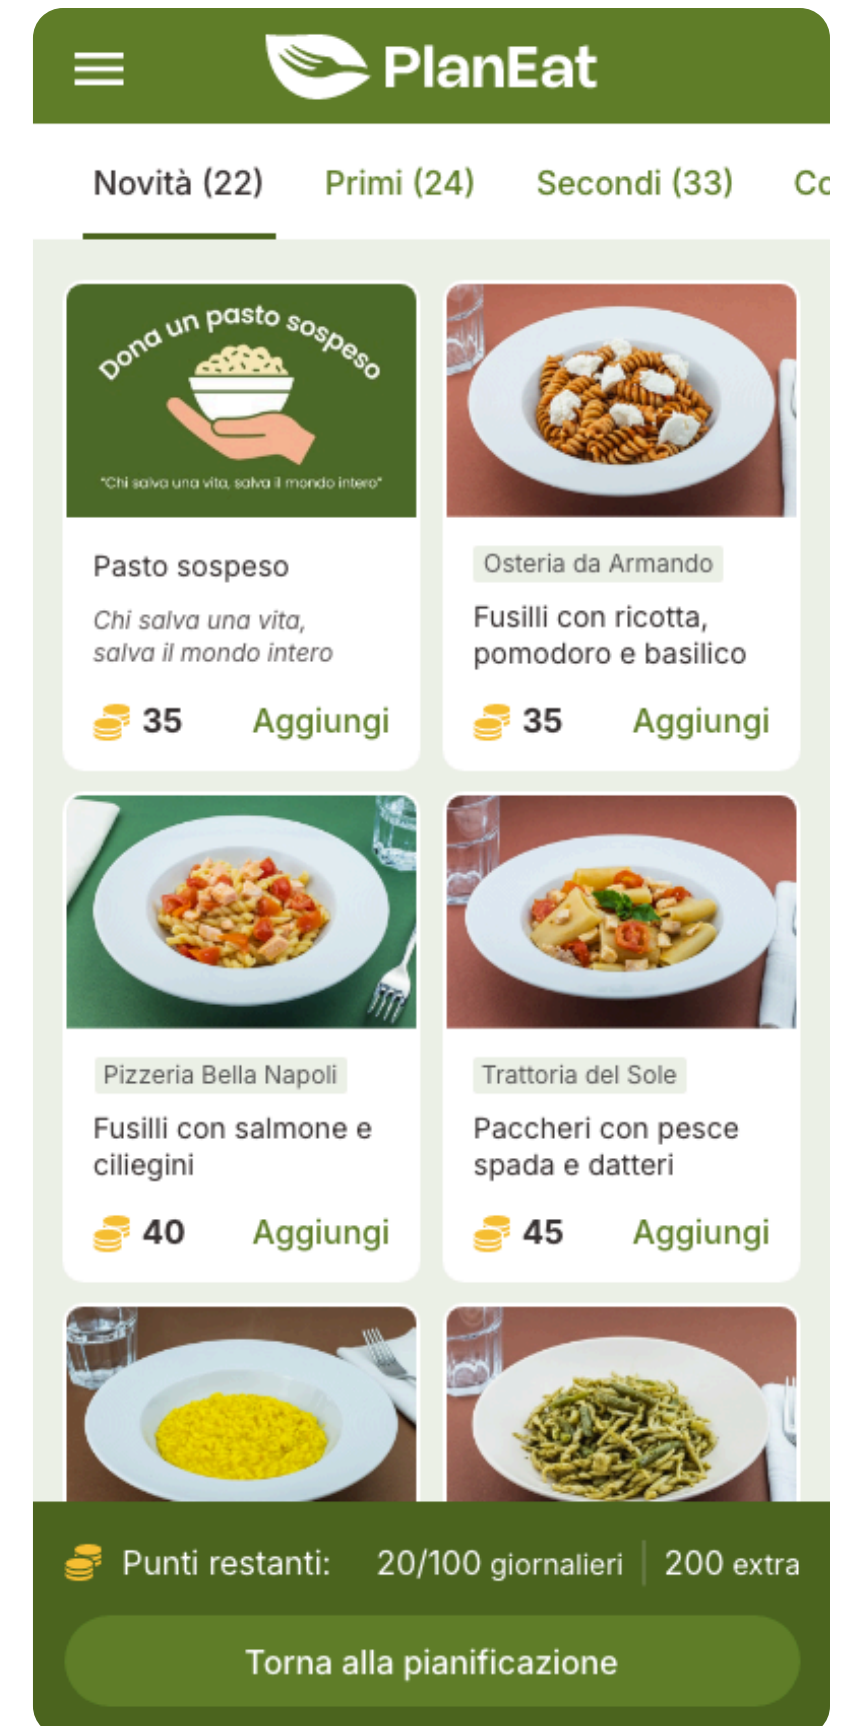 PlanEat
Novità (22) Primi (24) Secondi (33) Co
Dona un pasto sospeso
"Chi salva una vita, salva il mondo intero"
Pasto sospeso
Chi salva una vita,
salva il mondo intero
35 Aggiungi
Osteria da Armando
Fusilli con ricotta,
pomodoro e basilico
35 Aggiungi
Pizzeria Bella Napoli
Fusilli con salmone e
ciliegini
40 Aggiungi
Trattoria del Sole
Paccheri con pesce
spada e datteri
45 Aggiungi
Punti restanti: 20/100 giornalieri 200 extra
Torna alla pianificazione